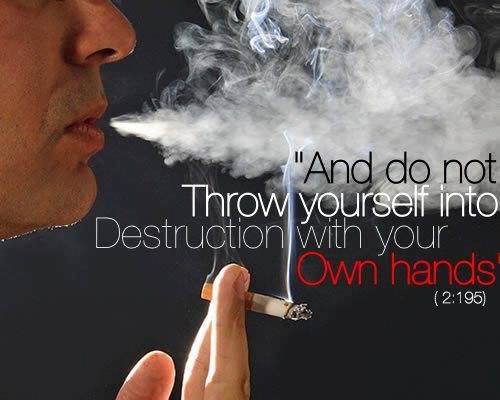 "And do not
Throw yourself into
Destruction with your
Own hands"
( 2:195)